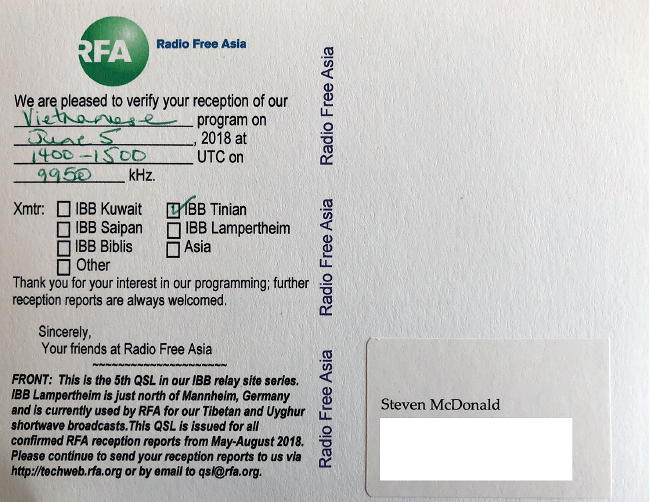 RFA Radio Free Asia
We are pleased to verify your reception of our
Vietnamese program on
June 5, 2018 at
1400-1500 UTC on
9950 kHz.
Xmtr: IBB Kuwait IBB Tinian
IBB Saipan IBB Lampertheim
IBB Biblis Asia
Other
Thank you for your interest in our programming; further
reception reports are always welcomed.
Sincerely,
Your friends at Radio Free Asia
~~~~~~~~~~~~~~~~~~~~
FRONT: This is the 5th QSL in our IBB relay site series.
IBB Lampertheim is just north of Mannheim, Germany
and is currently used by RFA for our Tibetan and Uyghur
shortwave broadcasts.This QSL is issued for all
confirmed RFA reception reports from May-August 2018.
Please continue to send your reception reports to us via
http://techweb.rfa.org or by email to qsl@rfa.org.
Radio Free Asia
Radio Free Asia
Radio Free Asia
Steven McDonald